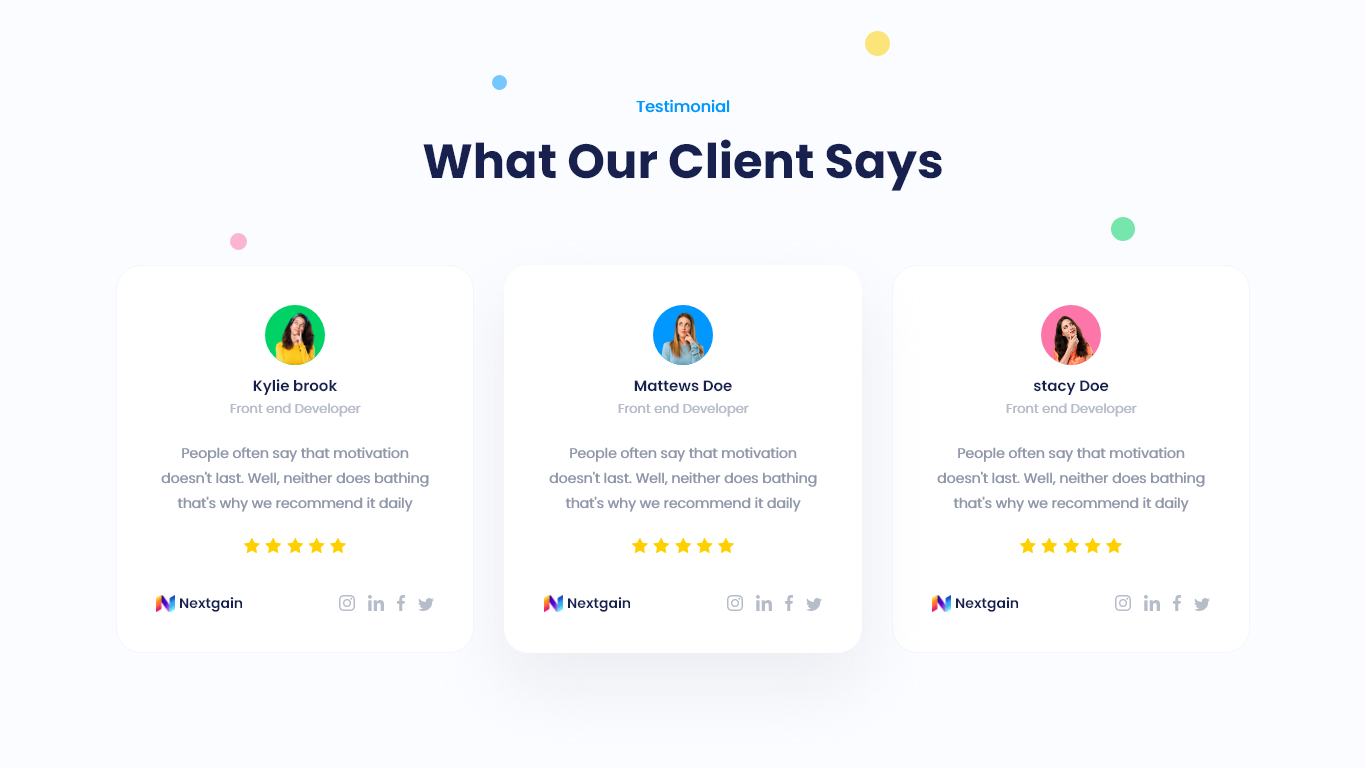 Testimonial
What Our Client Says
Kylie brook
Front end Developer
People often say that motivation
doesn't last. Well, neither does bathing
that's why we recommend it daily
Nextgain
Mattews Doe
Front end Developer
People often say that motivation
doesn't last. Well, neither does bathing
that's why we recommend it daily
Nextgain
stacy Doe
Front end Developer
People often say that motivation
doesn't last. Well, neither does bathing
that's why we recommend it daily
Nextgain